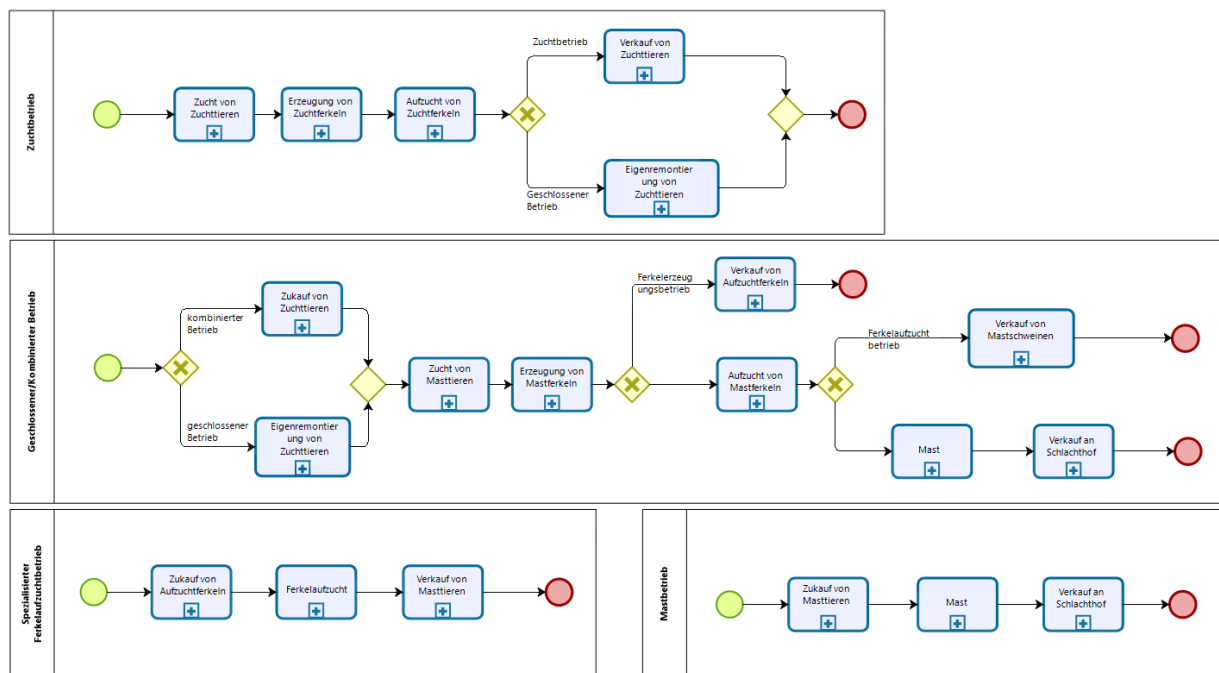 Zuchtbetrieb
Zucht von
Zuchttieren
Erzeugung von
Zuchtferkeln
Aufzucht von
Zuchtferkeln
Zuchtbetrieb
Verkauf von
Zuchttieren
Geschlossener
Betrieb
Eigenremontier
ung von
Zuchttieren
Geschlossener/Kombinierter Betrieb
kombinierter
Betrieb
Zukauf von
Zuchttieren
geschlossener
Betrieb
Eigenremontier
ung von
Zuchttieren
Zucht von
Masttieren
Erzeugung von
Mastferkeln
Ferkelerzeug
ungsbetrieb
Verkauf von
Aufzuchtferkeln
Aufzucht von
Mastferkeln
Ferkelaufzucht
betrieb
Verkauf von
Mastschweinen
Mast
Verkauf an
Schlachthof
Spezialisierter
Ferkelaufzuchtbetrieb
Zukauf von
Aufzuchtferkeln
Ferkelaufzucht
Verkauf von
Masttieren
Mastbetrieb
Zukauf von
Masttieren
Mast
Verkauf an
Schlachthof